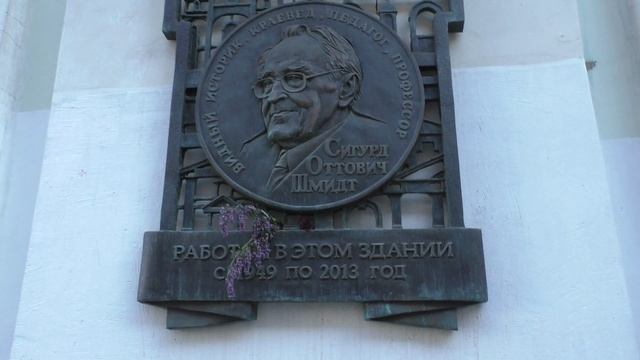 ВИДНЫЙ ИСТОРИК, КРАЕВЕД, ПЕДАГОГ, ПРОФЕССОР
Сигурд
Оттович
Шмидт
В ЭТОМ ЗДАНИИ
ПО 2013 ГОД